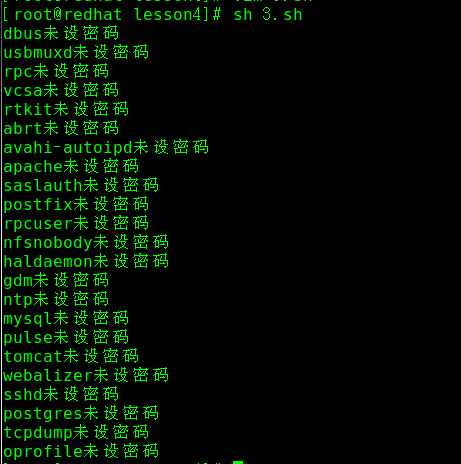 [root@redhat lesson4]# sh 3.sh
dbus未设密码
usbmuxd未设密码
rpc未设密码
vcsa未设密码
rtkit未设密码
abrt未设密码
avahi-autoipd未设密码
apache未设密码
saslauth未设密码
postfix未设密码
rpcuser未设密码
nfsnobody未设密码
haldaemon未设密码
gdm未设密码
ntp未设密码
mysql未设密码
pulse未设密码
tomcat未设密码
webalizer未设密码
sshd未设密码
postgres未设密码
tcpdump未设密码
oprofile未设密码